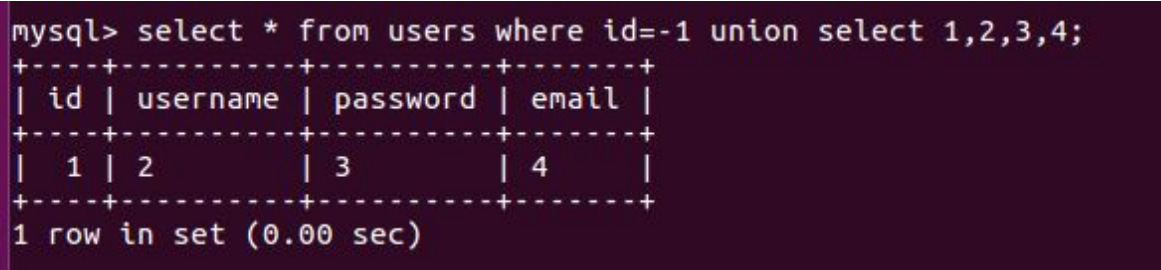 mysql> select * from users where id=-1 union select 1,2,3,4;
+----+----------+----------+-------+
| id | username | password | email |
+----+----------+----------+-------+
|  1 | 2        | 3        | 4     |
+----+----------+----------+-------+
1 row in set (0.00 sec)